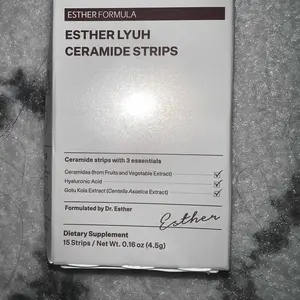 ESTHER FORMULA
ESTHER LYUH
CERAMIDE STRIPS
Ceramide strips with 3 essentials
Ceramidas (from Fruits and Vegetable Extract)
Hyaluronic Acid
Gotu Kola Extract (Centella Asiatica Extract)
Formulated by Dr. Esther
Esther
Dietary Supplement
15 Strips / Net Wt. 0.16 oz (4.5g)